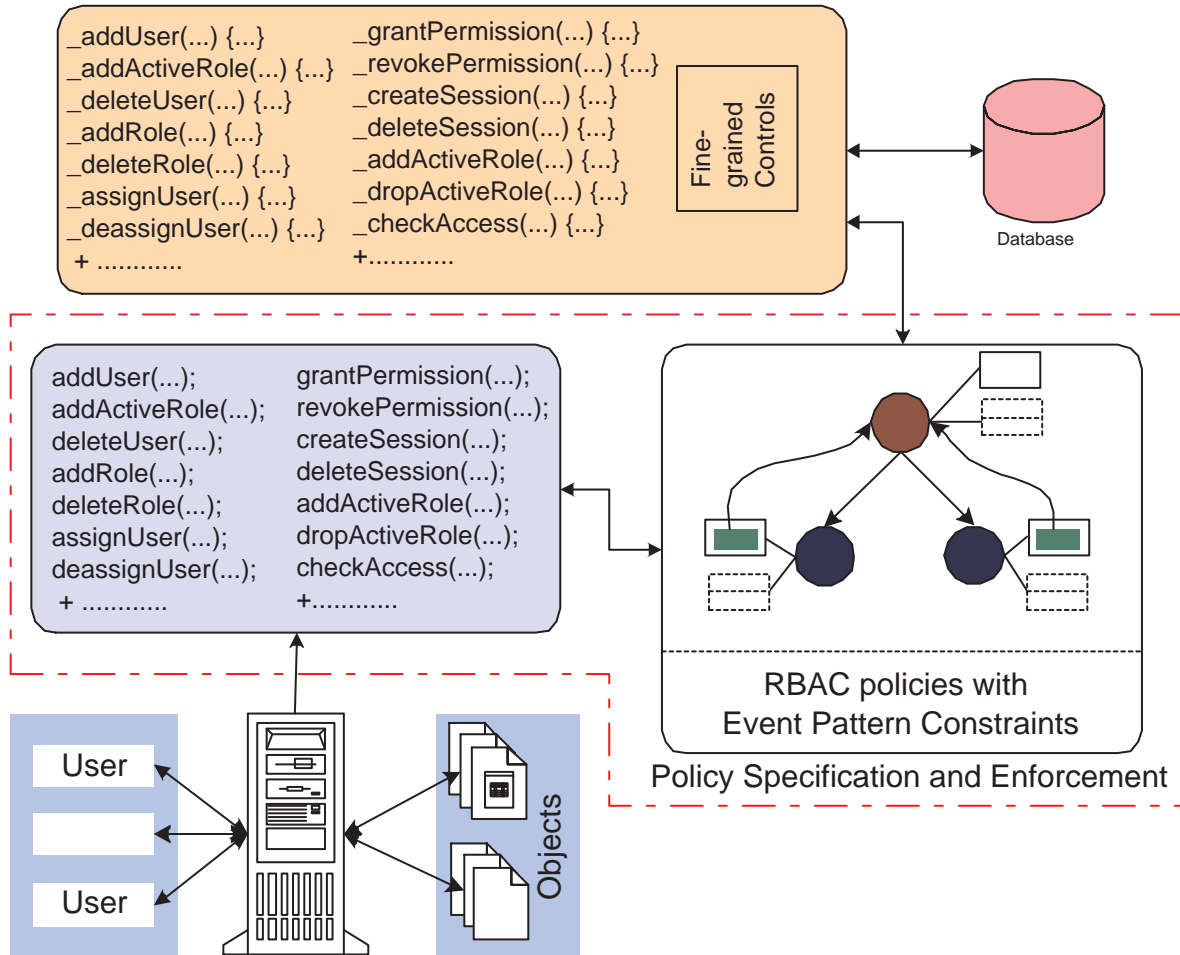 _addUser(...) {...}
_addActiveRole(...) {...}
_deleteUser(...) {...}
_addRole(...) {...}
_deleteRole(...) {...}
_assignUser(...) {...}
_deassignUser(...) {...}
+ ............
_grantPermission(...) {...}
_revokePermission(...) {...}
_createSession(...) {...}
_deleteSession(...) {...}
_addActiveRole(...) {...}
_dropActiveRole(...) {...}
_checkAccess(...) {...}
+............
Fine-
grained
Controls
Database
addUser(...);
addActiveRole(...);
deleteUser(...);
addRole(...);
deleteRole(...);
assignUser(...);
deassignUser(...);
+ ............
grantPermission(...);
revokePermission(...);
createSession(...);
deleteSession(...);
addActiveRole(...);
dropActiveRole(...);
checkAccess(...);
+............
RBAC policies with
Event Pattern Constraints
Policy Specification and Enforcement
User
User
Objects